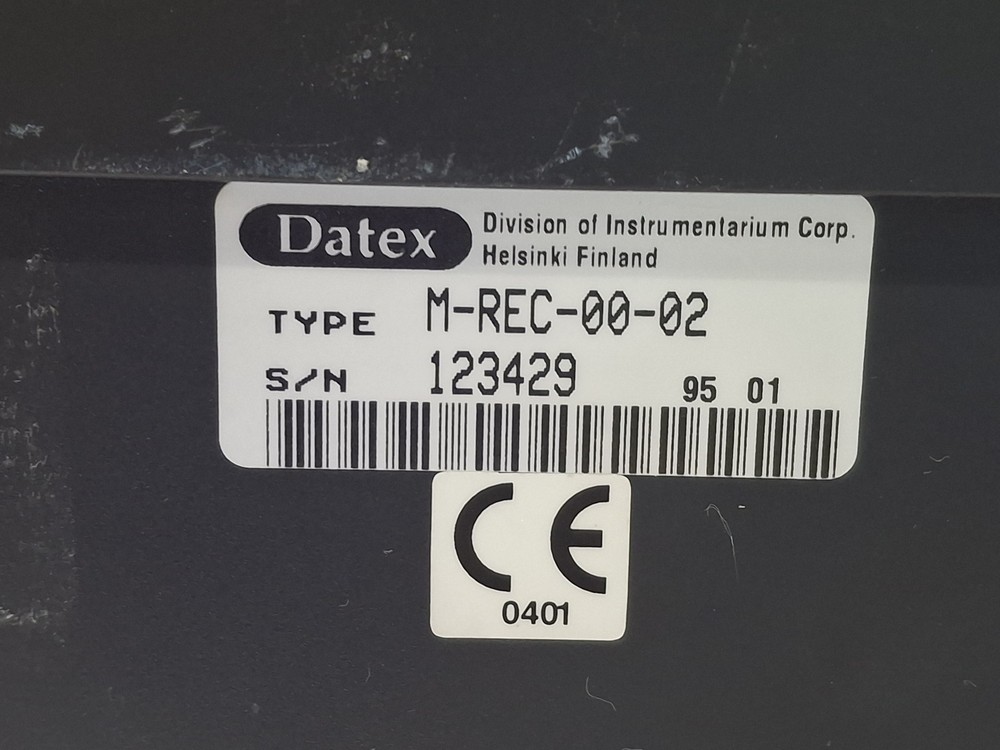 Datex
Division of Instrumentarium Corp.
Helsinki Finland
TYPE M-REC-00-02
S/N 123429 95 01
CE
0401